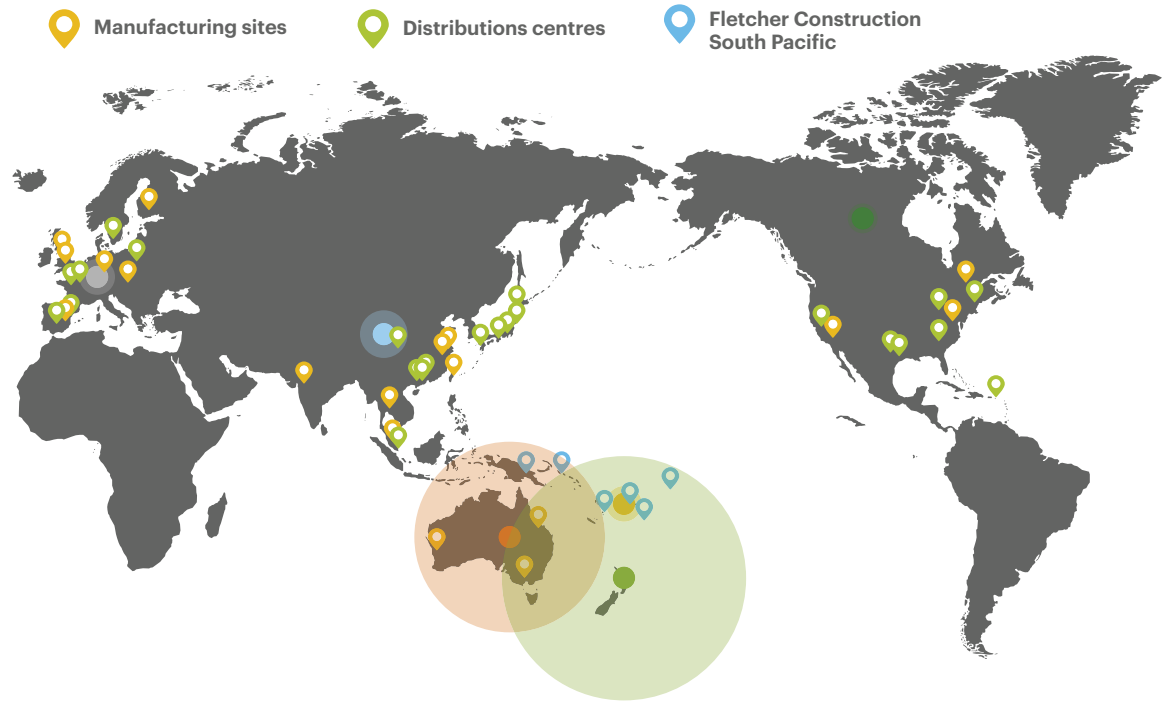 Manufacturing sites
Distributions centres
Fletcher Construction
South Pacific